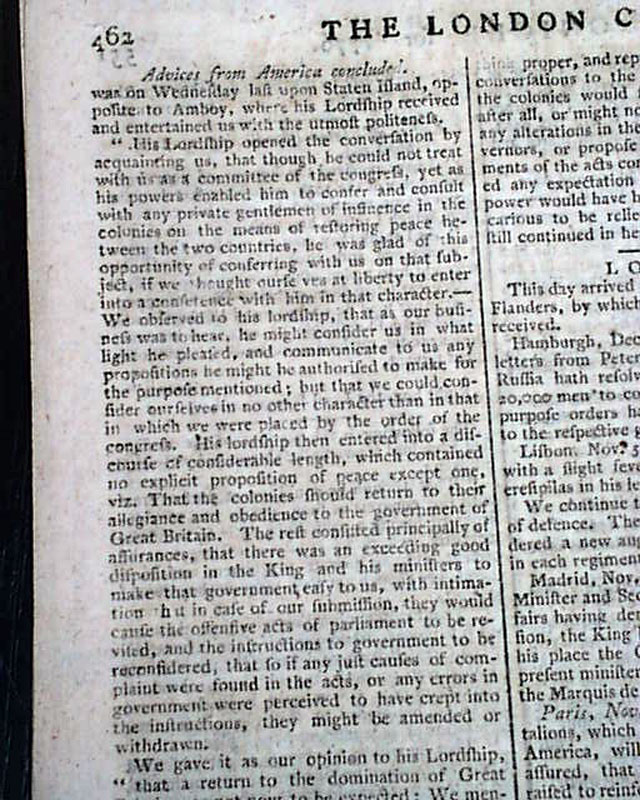 462
THE LONDON C
Advices from America conclude
was on Wednesday laſt upon Staten Iſland, op-
poſite to Amboy, where his Lordſhip received
and entertained us with the utmoſt politeneſs.
“ His Lordſhip opened the converſation by
acquainting us, that though he could not treat
with us as a committee of the congreſs, yet as
his powers enabled him to confer and conſult
with any private gentlemen of influence in the
colonies on the means of reſtoring peace be-
tween the two countries, he was glad of this
opportunity of conferring with us on that ſub-
ject, if we thought ourſelves at liberty to enter
into a conference with him in that character.—
We obſerved to his lordſhip, that as our buſi-
neſs was to hear, he might conſider us in what
light he pleaſed, and communicate to us any
propoſitions he might be authoriſed to make for
the purpoſe mentioned; but that we could con-
ſider ourſelves in no other character than in that
in which we were placed by the order of the
congreſs. His lordſhip then entered into a diſ-
courſe of conſiderable length, which contained
no explicit propoſition of peace except one,
viz. That the colonies ſhould return to their
allegiance and obedience to the government of
Great Britain. The reſt conſiſted principally of
aſſurances, that there was an exceeding good
diſpoſition in the King and his miniſters to
make that government eaſy to us, with intima-
tion that in caſe of our ſubmiſſion, they would
cauſe the offenſive acts of parliament to be re-
viſed, and the inſtructions to government to be
reconſidered, that ſo if any juſt cauſes of com-
plaint were found in the acts, or any errors in
government were perceived to have crept into
the inſtructions, they might be amended or
withdrawn.
We gave it as our opinion to his Lordſhip,
“ that a return to the domination of Great
to be expected: We men-
proper, and rep
converſations to the
the colonies would
after all, or might no
any alterations in the
vernors, or propoſe
ments of the acts co
ed any expectation
power would have b
carious to be relie
ſtill continued in he
L O
This day arrived
Flanders, by which
received.
Hamburgh, Dec
letters from Peter
Ruſſia hath reſolv
20,000 men to co
purpoſe orders h
to the reſpective g
Liſbon, Nov. 5
with a ſlight feve
ereſipilas in his le
We continue t
of defence. The
dered a new aug
in each regiment
Madrid, Nov.
Miniſter and Sec
fairs having de
ſion, the King
his place the C
preſent miniſte
the Marquis de
Paris, Nov.
talions, which
America, will
aſſured, that
raiſed to rein